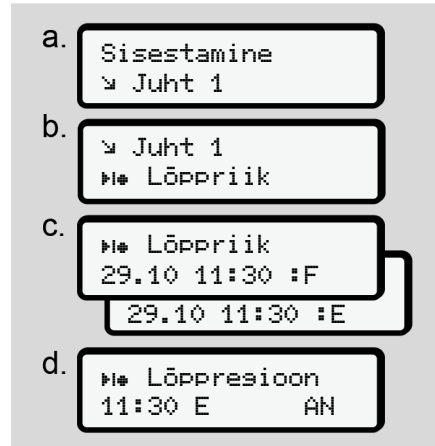 a.
Sisestamine
↘ Juht 1
b.
↘ Juht 1
Lõppriik
c.
Lõppriik
29.10 11:30 :F
29.10 11:30 :E
d.
Lõppregioon
11:30 E AN